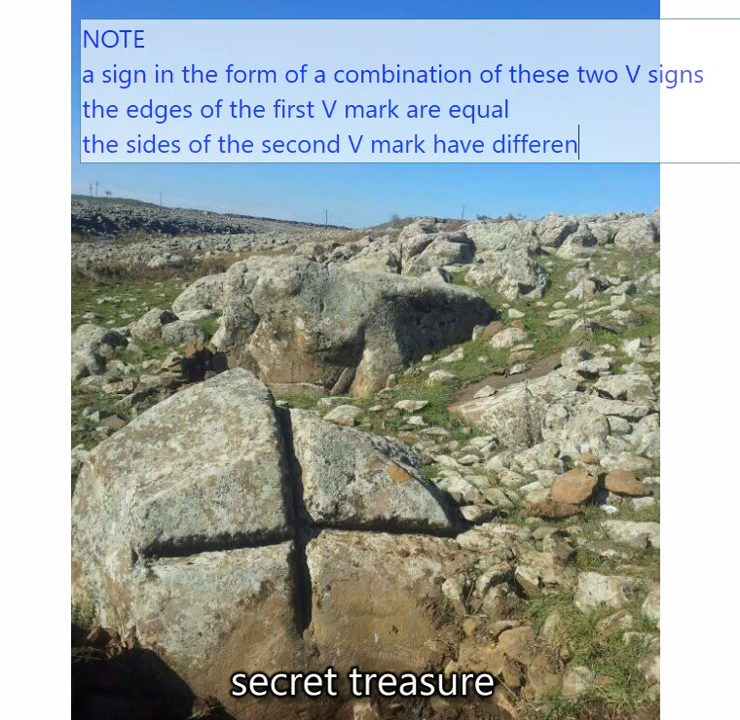 NOTE
a sign in the form of a combination of these two V signs
the edges of the first V mark are equal
the sides of the second V mark have differen
secret treasure